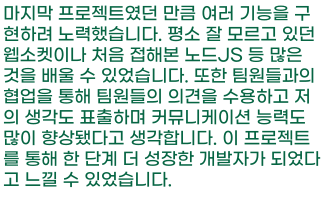 마지막 프로젝트였던 만큼 여러 기능을 구
현하려 노력했습니다. 평소 잘 모르고 있던
웹소켓이나 처음 접해본 노드JS 등 많은
것을 배울 수 있었습니다. 또한 팀원들과의
협업을 통해 팀원들의 의견을 수용하고 저
의 생각도 표출하며 커뮤니케이션 능력도
많이 향상됐다고 생각합니다. 이 프로젝트
를 통해 한 단계 더 성장한 개발자가 되었다
고 느낄 수 있었습니다.